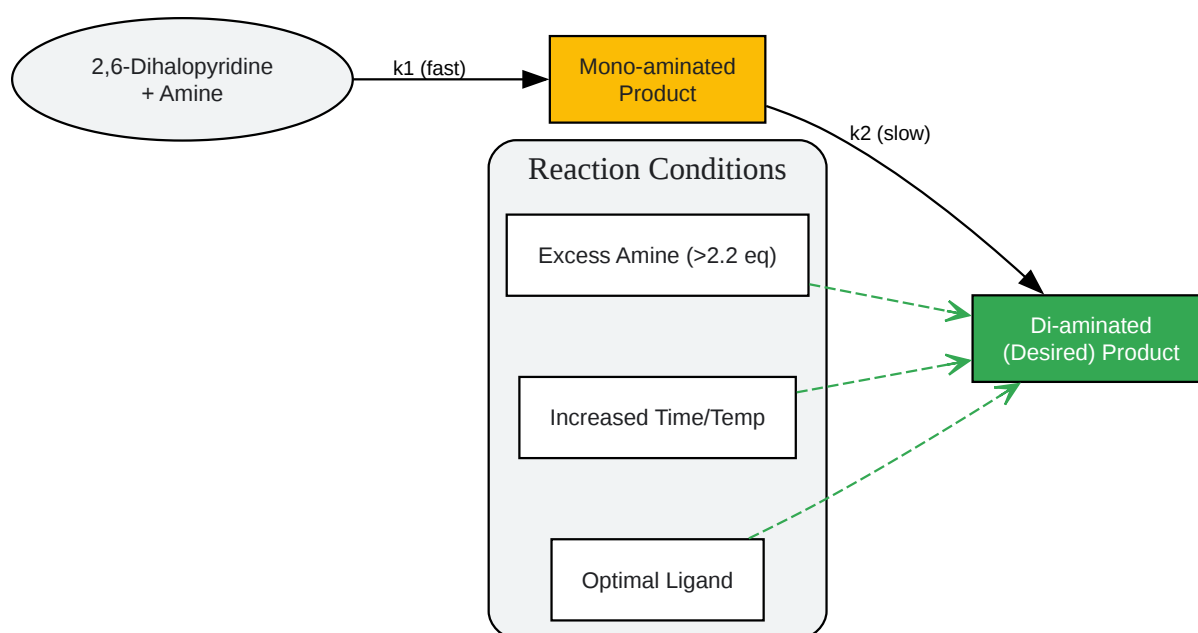 2,6-Dihalopyridine
+ Amine
k1 (fast)
Mono-aminated
Product
k2 (slow)
Reaction Conditions
Excess Amine (>2.2 eq)
Di-aminated
(Desired) Product
Increased Time/Temp
Optimal Ligand